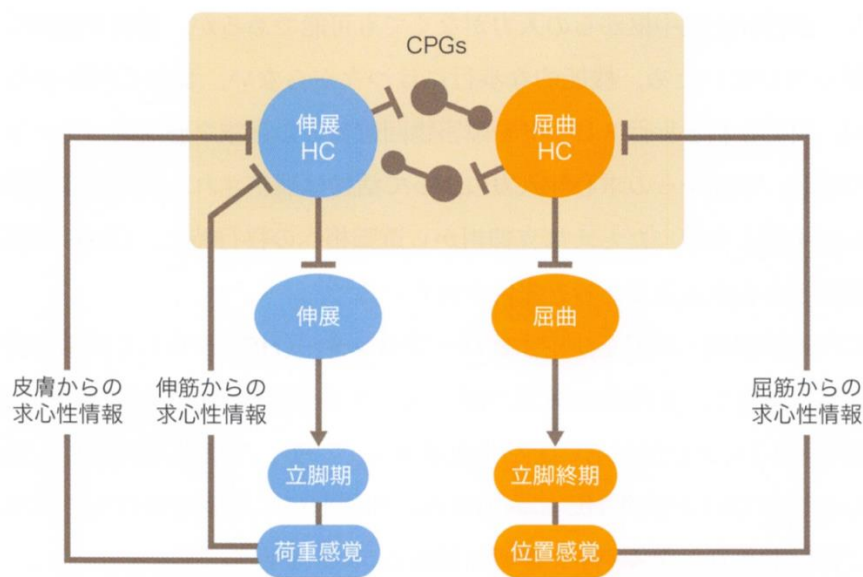 CPGs
伸展
HC
屈曲
HC
伸展
屈曲
皮膚からの
求心性情報
伸筋からの
求心性情報
屈筋からの
求心性情報
立脚期
立脚終期
荷重感覚
位置感覚